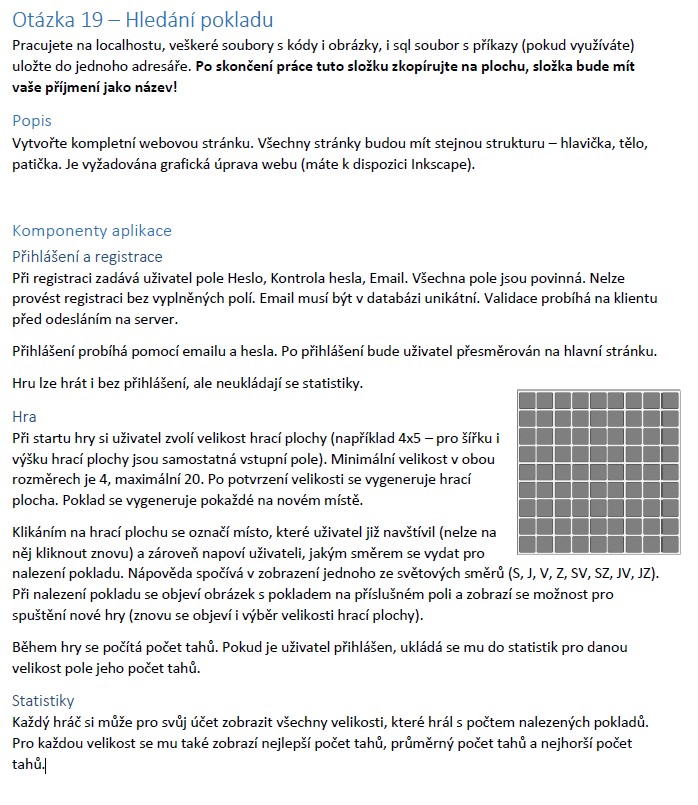 Otázka 19 – Hledání pokladu
Pracujete na localhostu, veškeré soubory s kódy i obrázky, i sql soubor s příkazy (pokud využíváte)
uložte do jednoho adresáře. Po skončení práce tuto složku zkopírujte na plochu, složka bude mít
vaše příjmení jako název!
Popis
Vytvořte kompletní webovou stránku. Všechny stránky budou mít stejnou strukturu – hlavička, tělo,
patička. Je vyžadována grafická úprava webu (máte k dispozici Inkscape).
Komponenty aplikace
Přihlášení a registrace
Při registraci zadává uživatel pole Heslo, Kontrola hesla, Email. Všechna pole jsou povinná. Nelze
provést registraci bez vyplněných polí. Email musí být v databázi unikátní. Validace probíhá na klientu
před odesláním na server.
Přihlášení probíhá pomocí emailu a hesla. Po přihlášení bude uživatel přesměrován na hlavní stránku.
Hru lze hrát i bez přihlášení, ale neukládají se statistiky.
Hra
Při startu hry si uživatel zvolí velikost hrací plochy (například 4x5 – pro šířku i
výšku hrací plochy jsou samostatná vstupní pole). Minimální velikost v obou
rozměrech je 4, maximální 20. Po potvrzení velikosti se vygeneruje hrací
plocha. Poklad se vygeneruje pokaždé na novém místě.
Klikáním na hrací plochu se označí místo, které uživatel již navštívil (nelze na
něj kliknout znovu) a zároveň napoví uživateli, jakým směrem se vydat pro
nalezení pokladu. Nápověda spočívá v zobrazení jednoho ze světových směrů (S, J, V, Z, SV, SZ, JV, JZ).
Při nalezení pokladu se objeví obrázek s pokladem na příslušném poli a zobrazí se možnost pro
spuštění nové hry (znovu se objeví i výběr velikosti hrací plochy).
Během hry se počítá počet tahů. Pokud je uživatel přihlášen, ukládá se mu do statistik pro danou
velikost pole jeho počet tahů.
Statistiky
Každý hráč si může pro svůj účet zobrazit všechny velikosti, které hrál s počtem nalezených pokladů.
Pro každou velikost se mu také zobrazí nejlepší počet tahů, průměrný počet tahů a nejhorší počet
tahů.